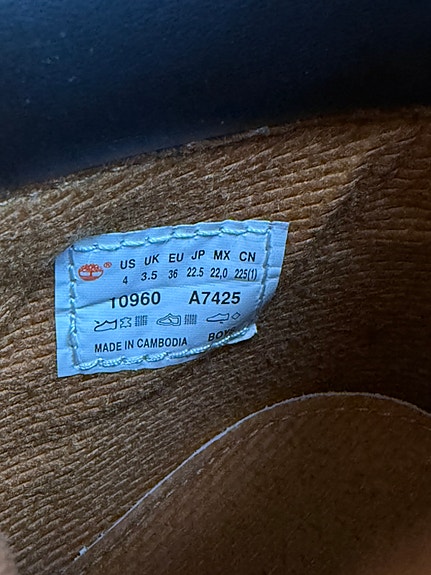 ® US UK EU JP MX CN
4 3.5 36 22.5 22,0 225(1)
10960 A7425
MADE IN CAMBODIA BOYS